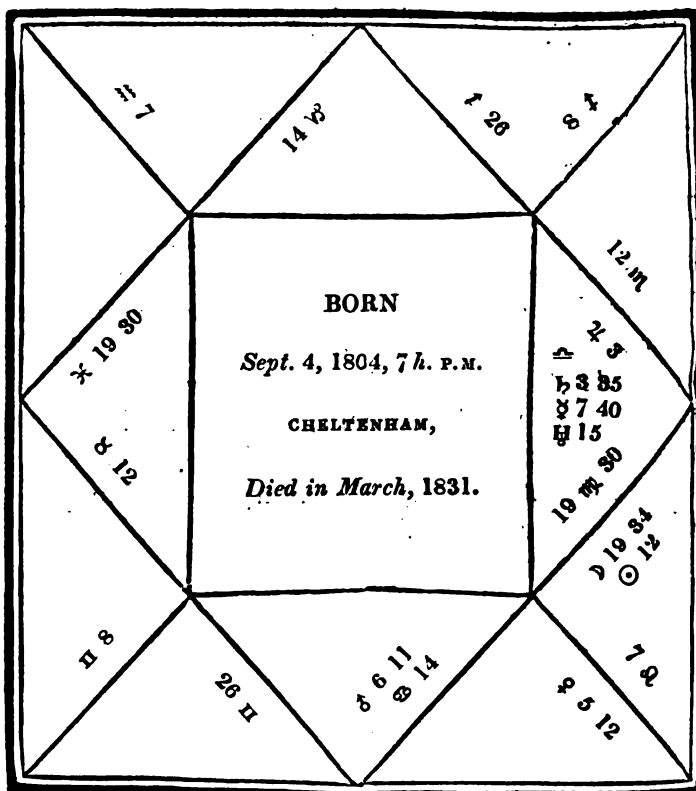 ♒ 7
14 ♑
♐ 26
8 ♐
12 ♏
♃ 3
♎
♄ 3 35
☿ 7 40
♅ 15
19 ♍ 30
☽ 19 34
☉ 12
7 ♌
♀ 5 12
♂ 6 11
♋ 14
26 ♊
♊ 8
♉ 12
♓ 19 30
BORN
Sept. 4, 1804, 7 h. P.M.
CHELTENHAM,
Died in March, 1831.